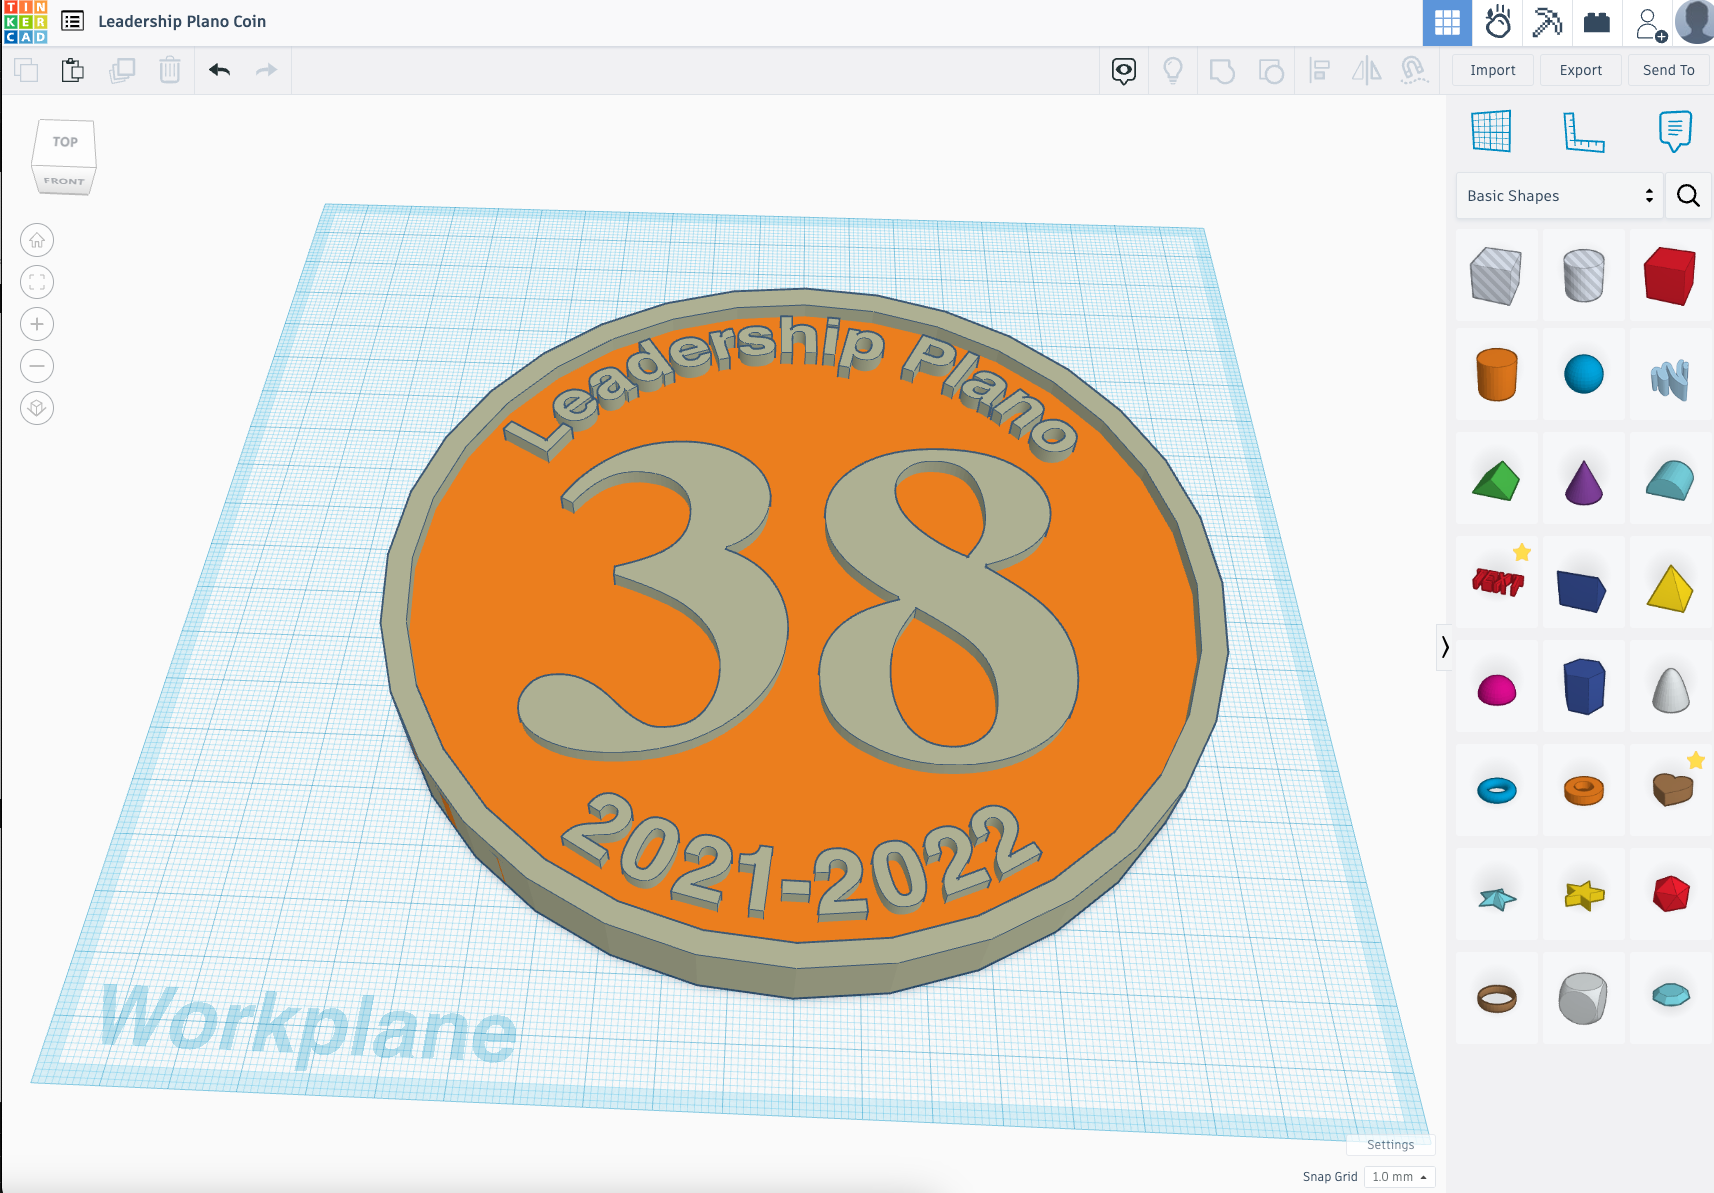 TIN
KER
CAD
Leadership Plano Coin
Import
Export
Send To
TOP
FRONT
Basic Shapes
Leadership Plano
38
TEXT
2021-2022
Workplane
Settings
Snap Grid
1.0 mm